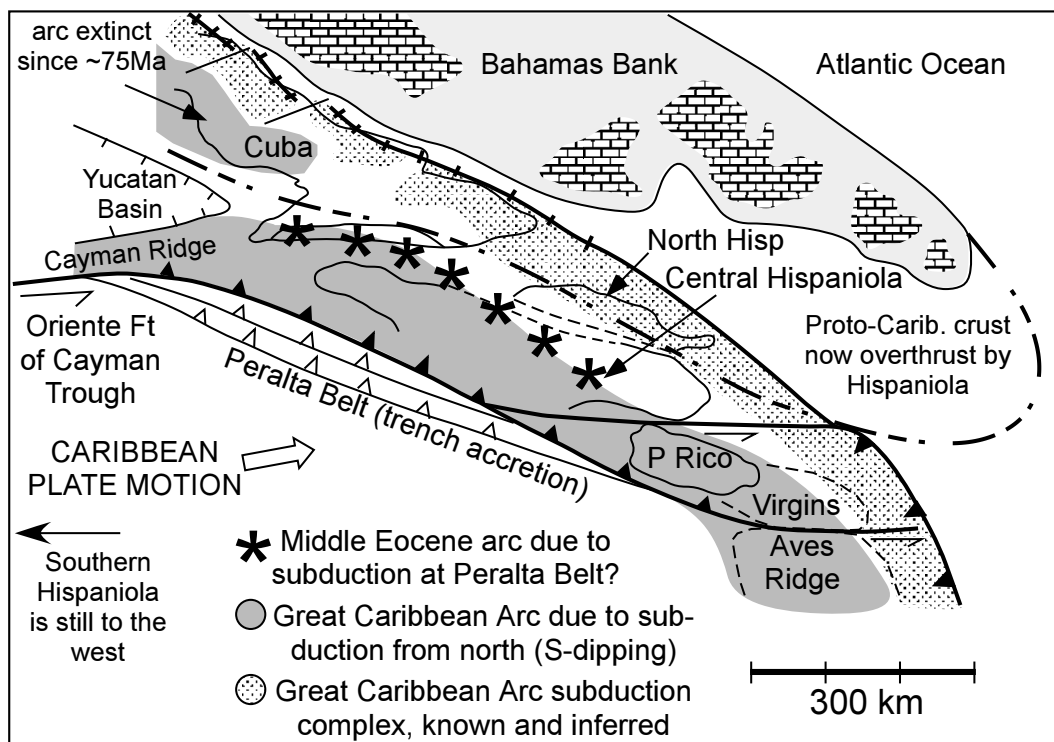 arc extinct
since ~75Ma
Bahamas Bank
Atlantic Ocean
Cuba
Yucatan
Basin
Cayman Ridge
North Hisp
Central Hispaniola
Oriente Ft
of Cayman
Trough
Proto-Carib. crust
now overthrust by
Hispaniola
Peralta Belt (trench accretion)
CARIBBEAN
PLATE MOTION
P Rico
Virgins
Aves
Ridge
Southern
Hispaniola
is still to the
west
Middle Eocene arc due to
subduction at Peralta Belt?
Great Caribbean Arc due to sub-
duction from north (S-dipping)
Great Caribbean Arc subduction
complex, known and inferred
300 km